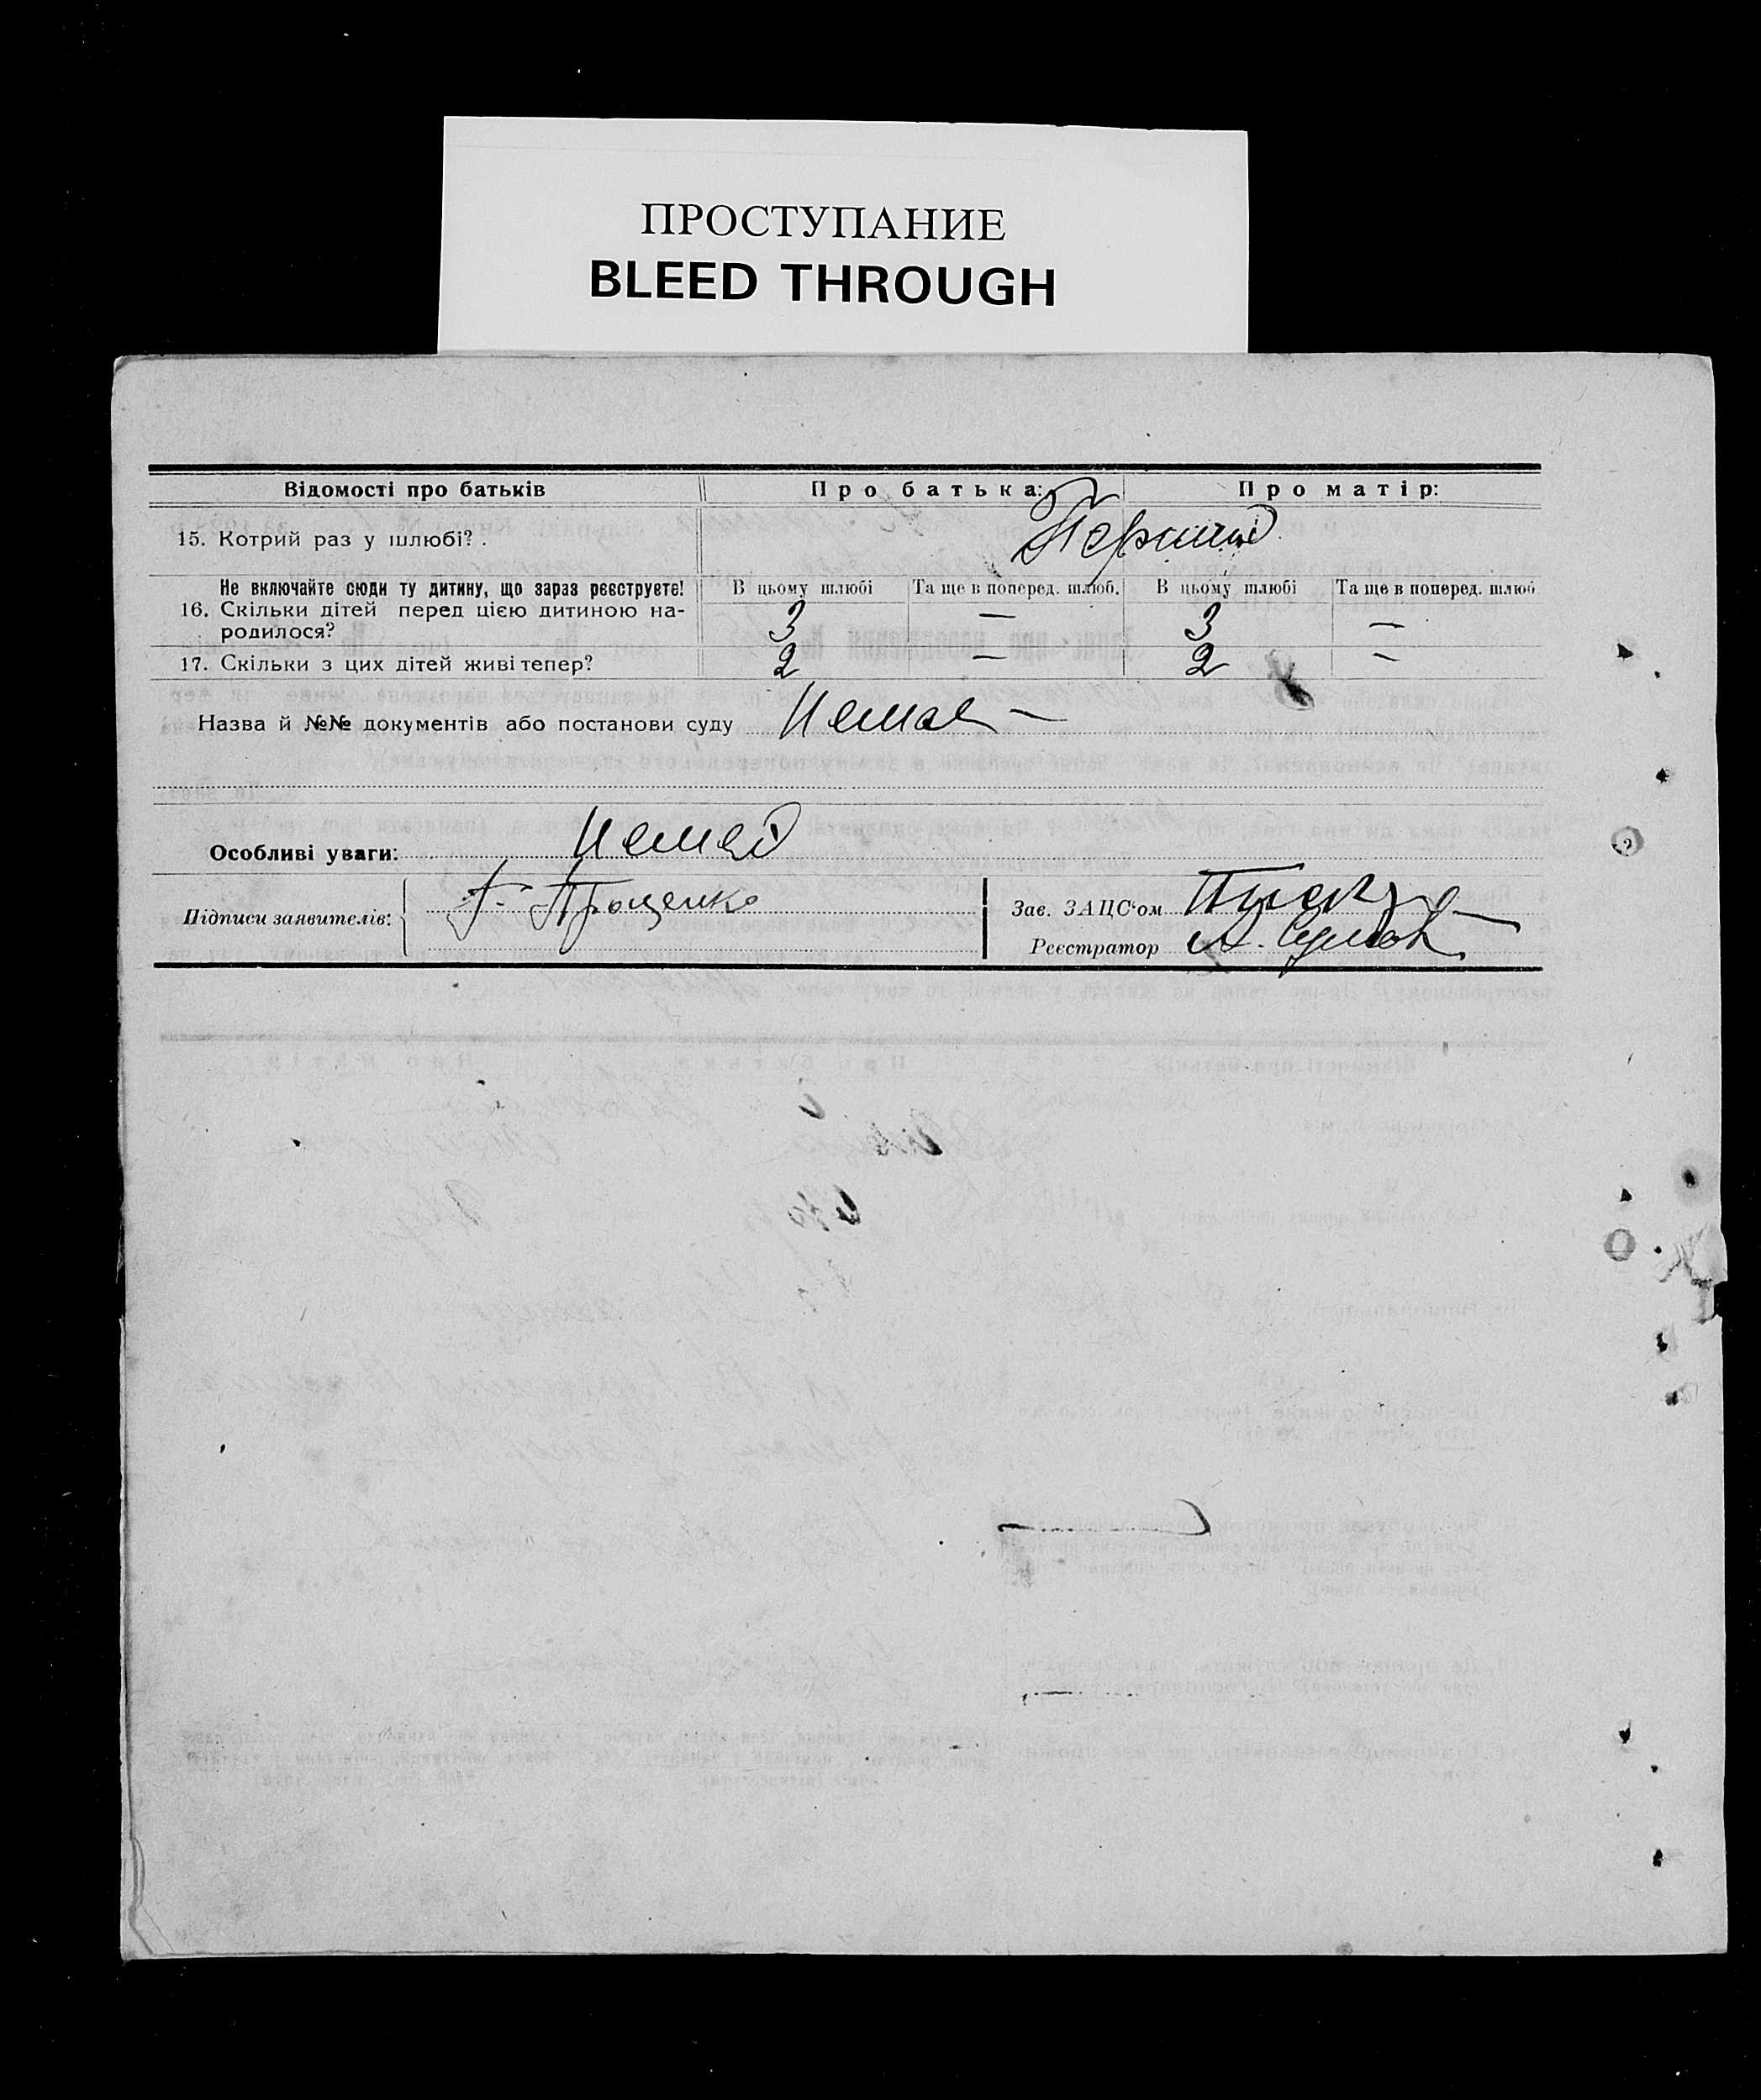 ПРОСТУПАНИЕ
BLEED THROUGH
Відомості про батьків Про батька: Про матір:
15. Котрий раз у шлюбі? . Перший
Не включайте сюди ту дитину, що зараз реєструєте! В цьому шлюбі Та ще в поперед. шлюб. В цьому шлюбі Та ще в поперед. шлюб
16. Скільки дітей перед цією дитиною на- 3 — 3 —
родилося?
17. Скільки з цих дітей живі тепер? 2 — 2 —
Назва й №№ документів або постанови суду Немає —
Особливі уваги: Немає
Підписи заявителів: Проценко Зав. ЗАЦС‘ом
Реєстратор